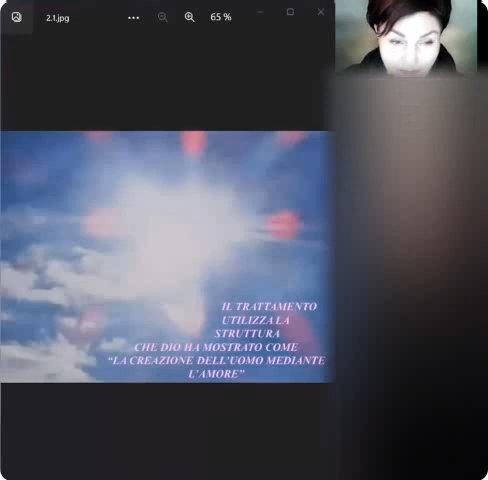 2.1.jpg
65 %
IL TRATTAMENTO
UTILIZZA LA
STRUTTURA
CHE DIO HA MOSTRATO COME
“LA CREAZIONE DELL’UOMO MEDIANTE
L’AMORE”